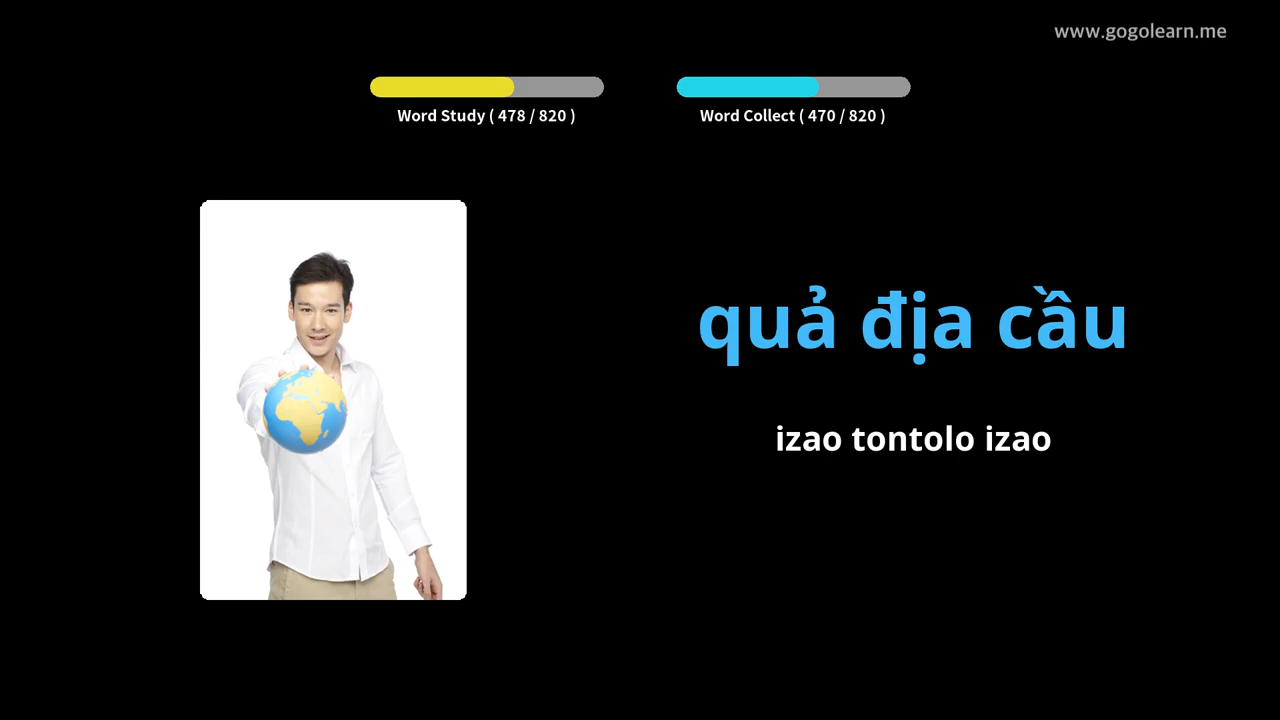 www.gogolearn.me
Word Study ( 478 / 820 )
Word Collect ( 470 / 820 )
quả địa cầu
izao tontolo izao